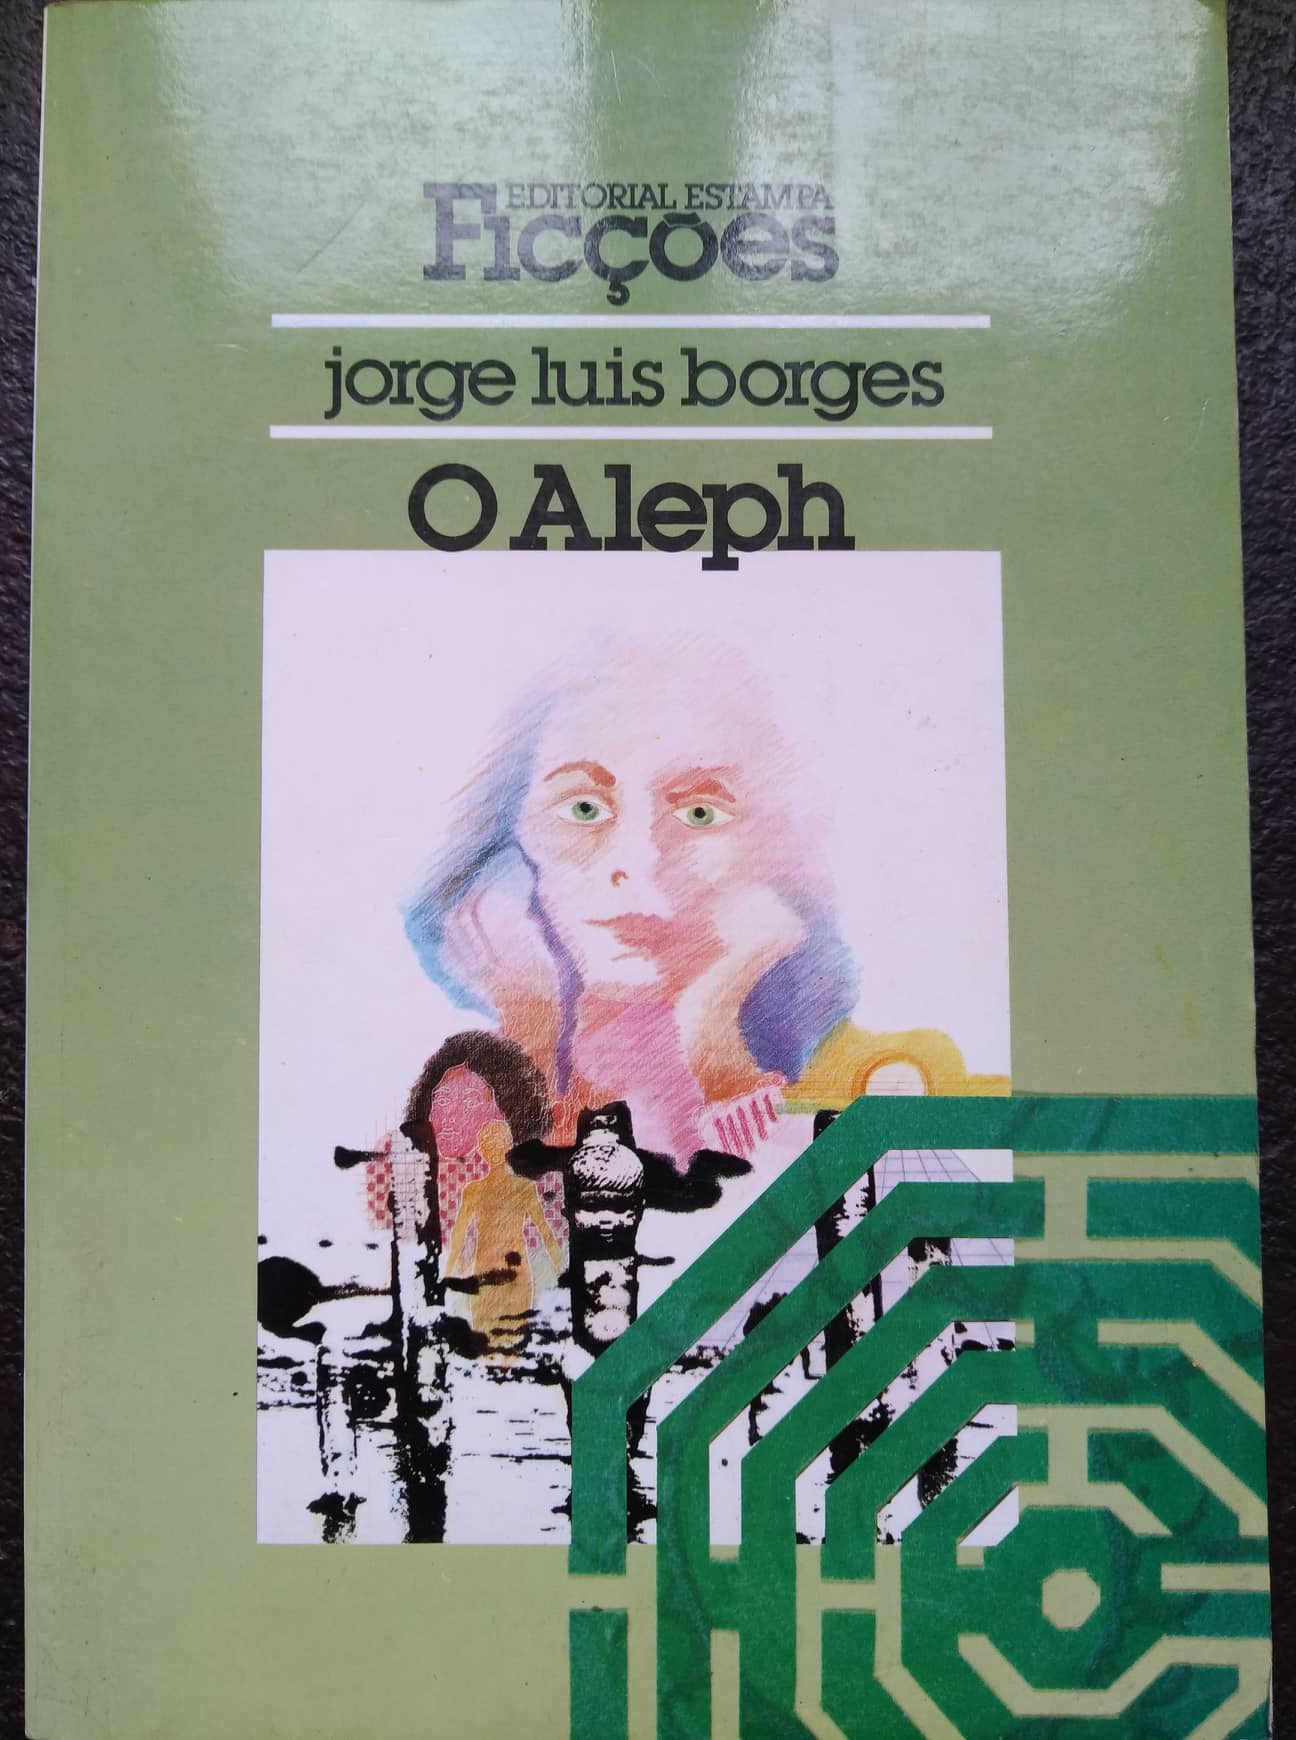 EDITORIAL ESTAMPA
Ficções
jorge luis borges
O Aleph